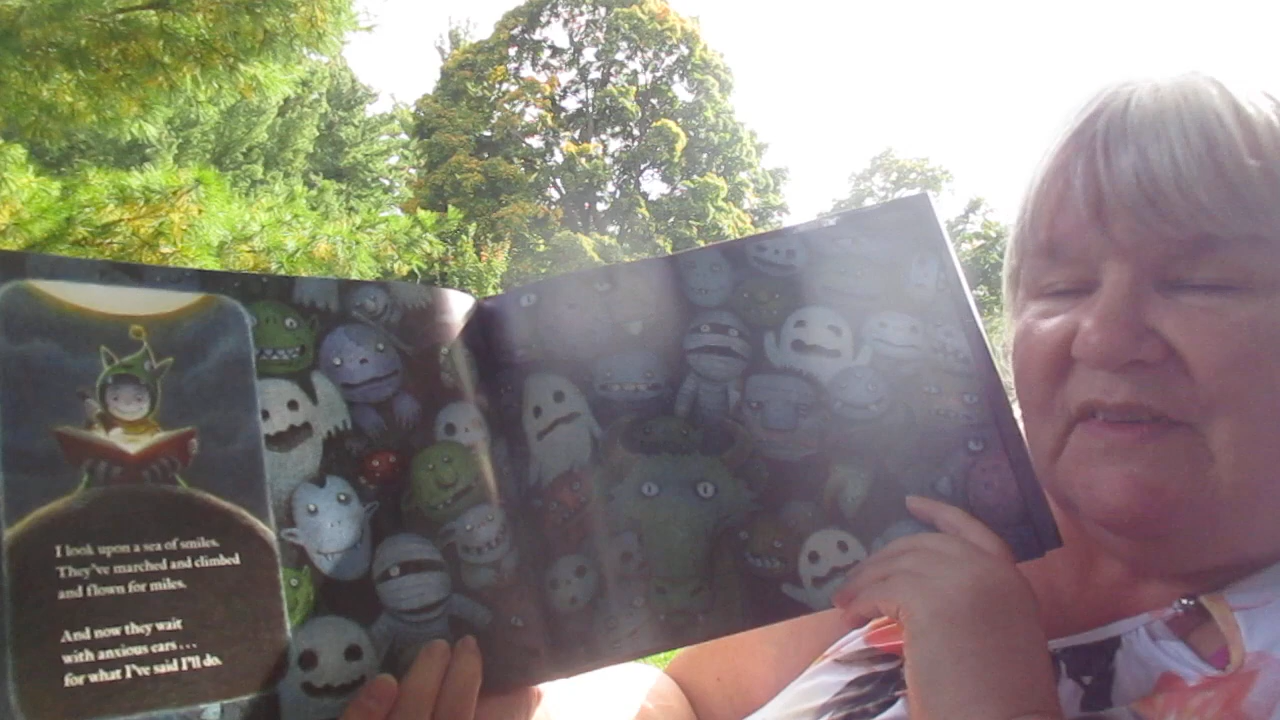 I look upon a sea of smiles.
They've marched and climbed
and flown for miles.
And now they wait
with anxious ears...
for what I've said I'll do.